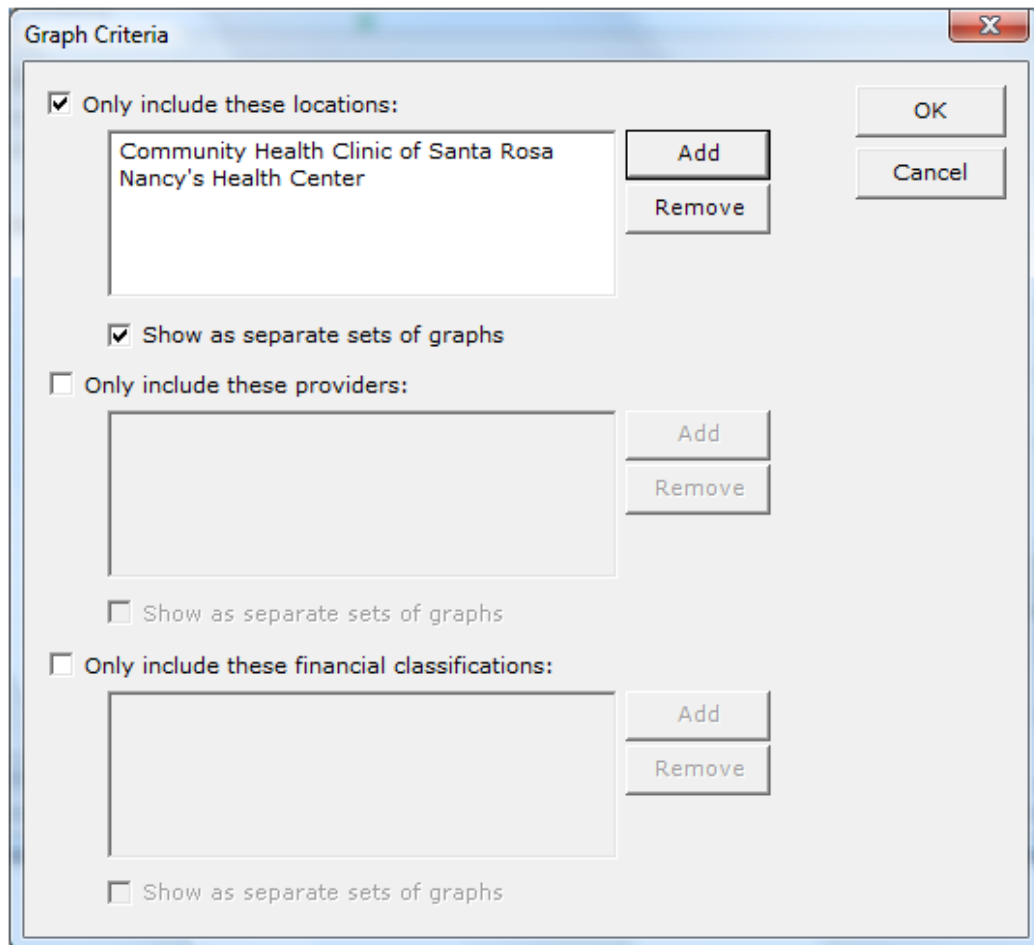 Graph Criteria
Only include these locations:
OK
Community Health Clinic of Santa Rosa
Nancy's Health Center
Add
Cancel
Remove
Show as separate sets of graphs
Only include these providers:
Add
Remove
Show as separate sets of graphs
Only include these financial classifications:
Add
Remove
Show as separate sets of graphs